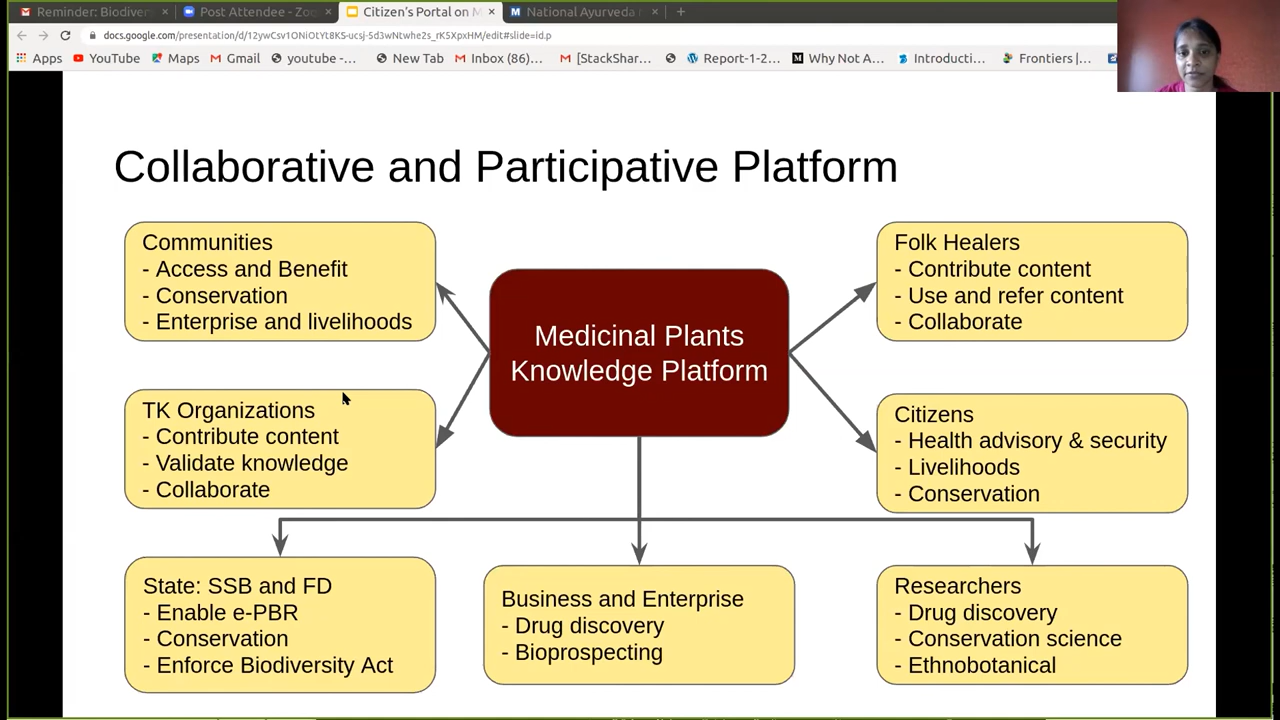 Reminder: Biodivers
Post Attendee - Zoo
Citizen's Portal on M
National Ayurveda
docs.google.com/presentation/d/12ywCsv1ONiOtYt8KS-ucsj-5d3wNtwhe2s_rK5XpxHM/edit#slide=id.p
Apps YouTube Maps Gmail youtube -... New Tab Inbox (86)... [StackShar... Report-1-2... Why Not A... Introducti... Frontiers |...
Collaborative and Participative Platform
Communities
- Access and Benefit
- Conservation
- Enterprise and livelihoods
Medicinal Plants
Knowledge Platform
Folk Healers
- Contribute content
- Use and refer content
- Collaborate
TK Organizations
- Contribute content
- Validate knowledge
- Collaborate
Citizens
- Health advisory & security
- Livelihoods
- Conservation
State: SSB and FD
- Enable e-PBR
- Conservation
- Enforce Biodiversity Act
Business and Enterprise
- Drug discovery
- Bioprospecting
Researchers
- Drug discovery
- Conservation science
- Ethnobotanical